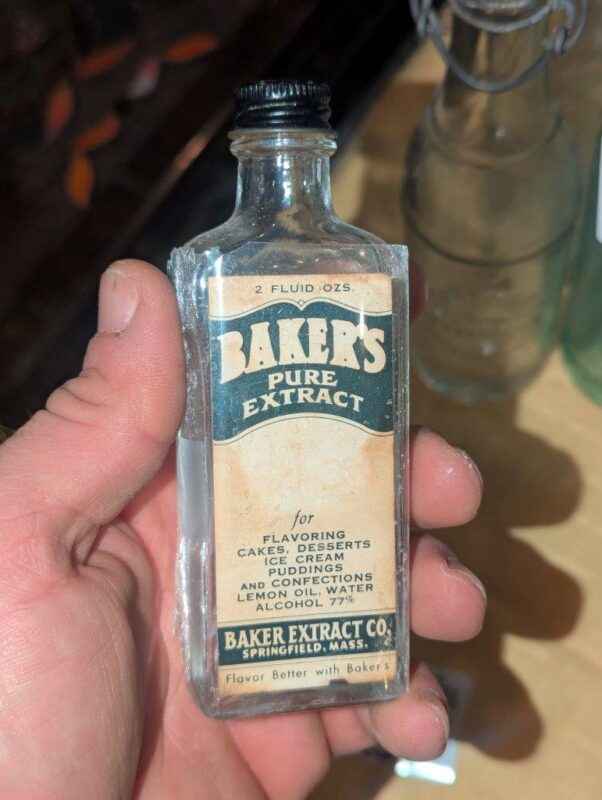 2 FLUID OZS.
BAKER'S
PURE
EXTRACT
for
FLAVORING
CAKES, DESSERTS
ICE CREAM
PUDDINGS
AND CONFECTIONS
LEMON OIL, WATER
ALCOHOL 77%
BAKER EXTRACT CO.
SPRINGFIELD, MASS.
Flavor Better with Baker's